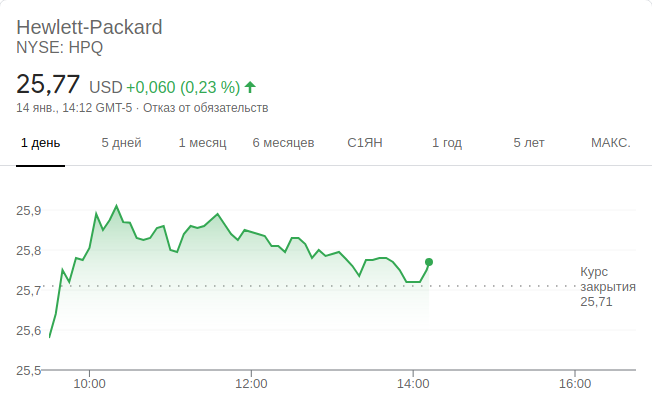 Hewlett-Packard
NYSE: HPQ
25,77 USD +0,060 (0,23 %)
14 янв., 14:12 GMT-5 · Отказ от обязательств
1 день 5 дней 1 месяц 6 месяцев С1ЯН 1 год 5 лет МАКС.
25,9
25,8
25,7
25,6
25,5
Курс
закрытия
25,71
10:00 12:00 14:00 16:00